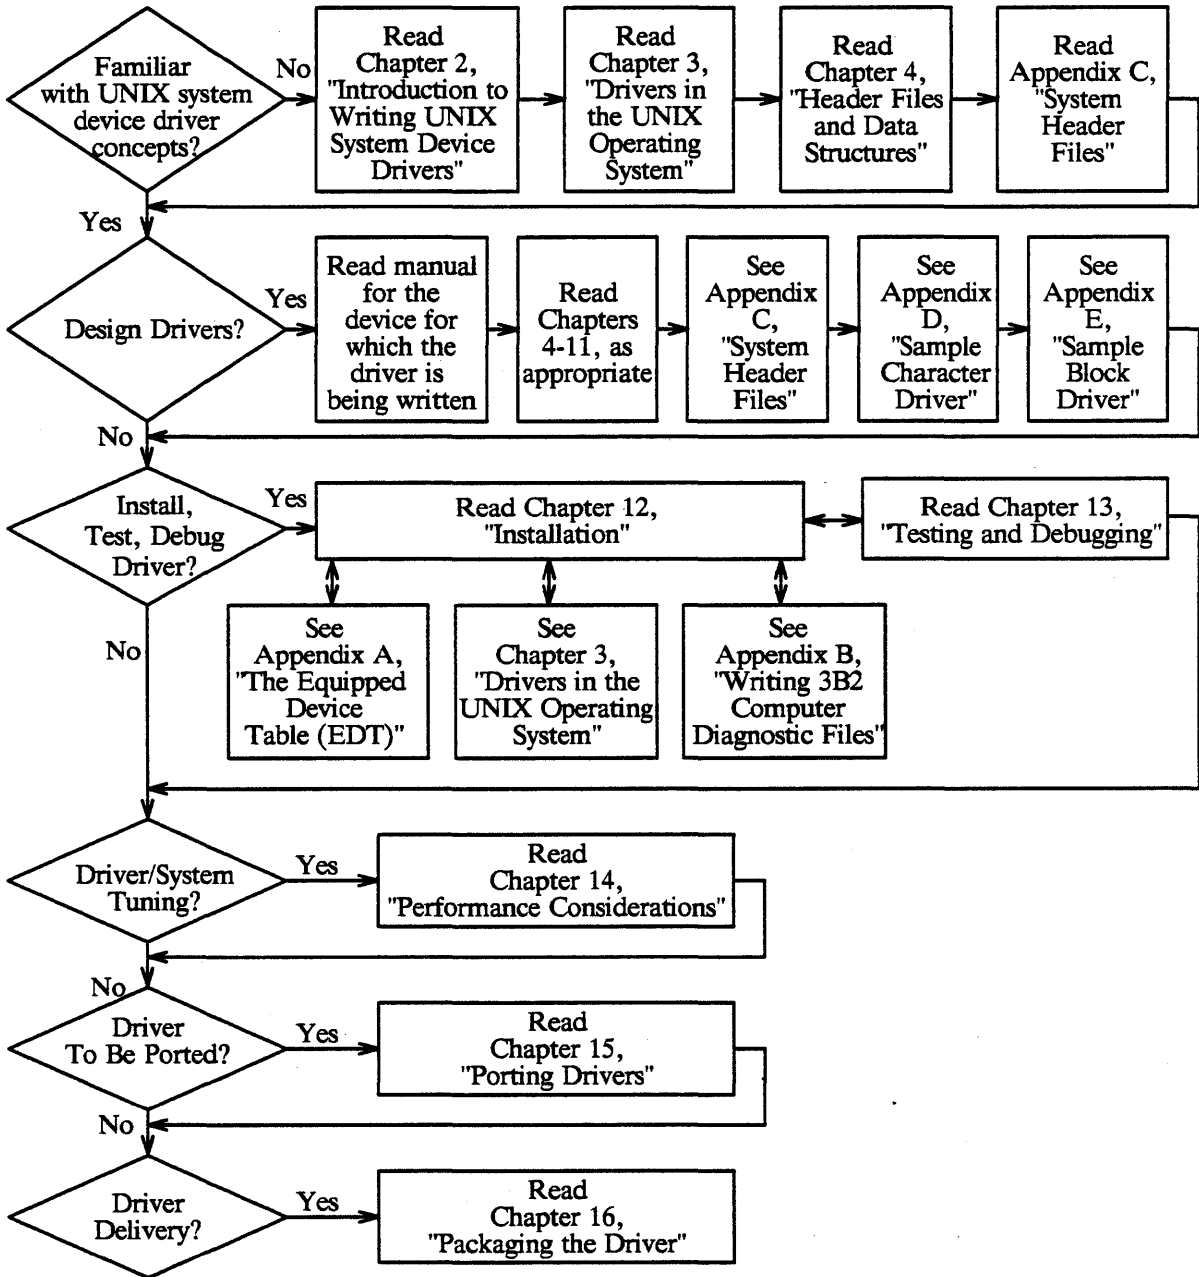 Familiar
with UNIX system
device driver
concepts?
No
Read
Chapter 2,
"Introduction to
Writing UNIX
System Device
Drivers"
Read
Chapter 3,
"Drivers in
the UNIX
Operating
System"
Read
Chapter 4,
"Header Files
and Data
Structures"
Read
Appendix C,
"System
Header
Files"
Yes
Design Drivers?
Yes
Read manual
for the
device for
which the
driver is
being written
Read
Chapters
4-11, as
appropriate
See
Appendix
C,
"System
Header
Files"
See
Appendix
D,
"Sample
Character
Driver"
See
Appendix
E,
"Sample
Block
Driver"
No
Install,
Test, Debug
Driver?
Yes
Read Chapter 12,
"Installation"
Read Chapter 13,
"Testing and Debugging"
No
See
Appendix A,
"The Equipped
Device
Table (EDT)"
See
Chapter 3,
"Drivers in the
UNIX Operating
System"
See
Appendix B,
"Writing 3B2
Computer
Diagnostic Files"
Driver/System
Tuning?
Yes
Read
Chapter 14,
"Performance Considerations"
No
Driver
To Be Ported?
Yes
Read
Chapter 15,
"Porting Drivers"
No
Driver
Delivery?
Yes
Read
Chapter 16,
"Packaging the Driver"